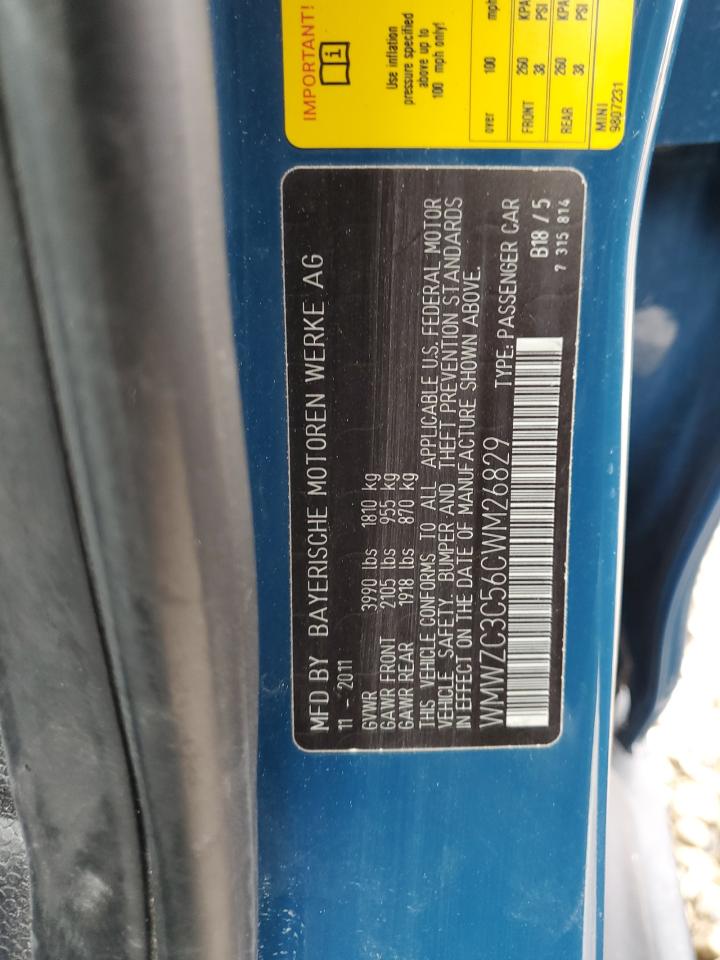 MFD BY BAYERISCHE MOTOREN WERKE AG
11 - 2011
GVWR 3990 lbs 1810 kg
GAWR FRONT 2105 lbs 955 kg
GAWR REAR 1918 lbs 870 kg
THIS VEHICLE CONFORMS TO ALL APPLICABLE U.S. FEDERAL MOTOR
VEHICLE SAFETY, BUMPER AND THEFT PREVENTION STANDARDS
IN EFFECT ON THE DATE OF MANUFACTURE SHOWN ABOVE.
WMWZC3C56CWM26829 TYPE: PASSENGER CAR
B18 / 5
7 315 814
IMPORTANT!
i
Use inflation
pressure specified
above up to
100 mph only!
over 100 mph
FRONT 260 KPA
38 PSI
REAR 260 KPA
38 PSI
MINI
9807231